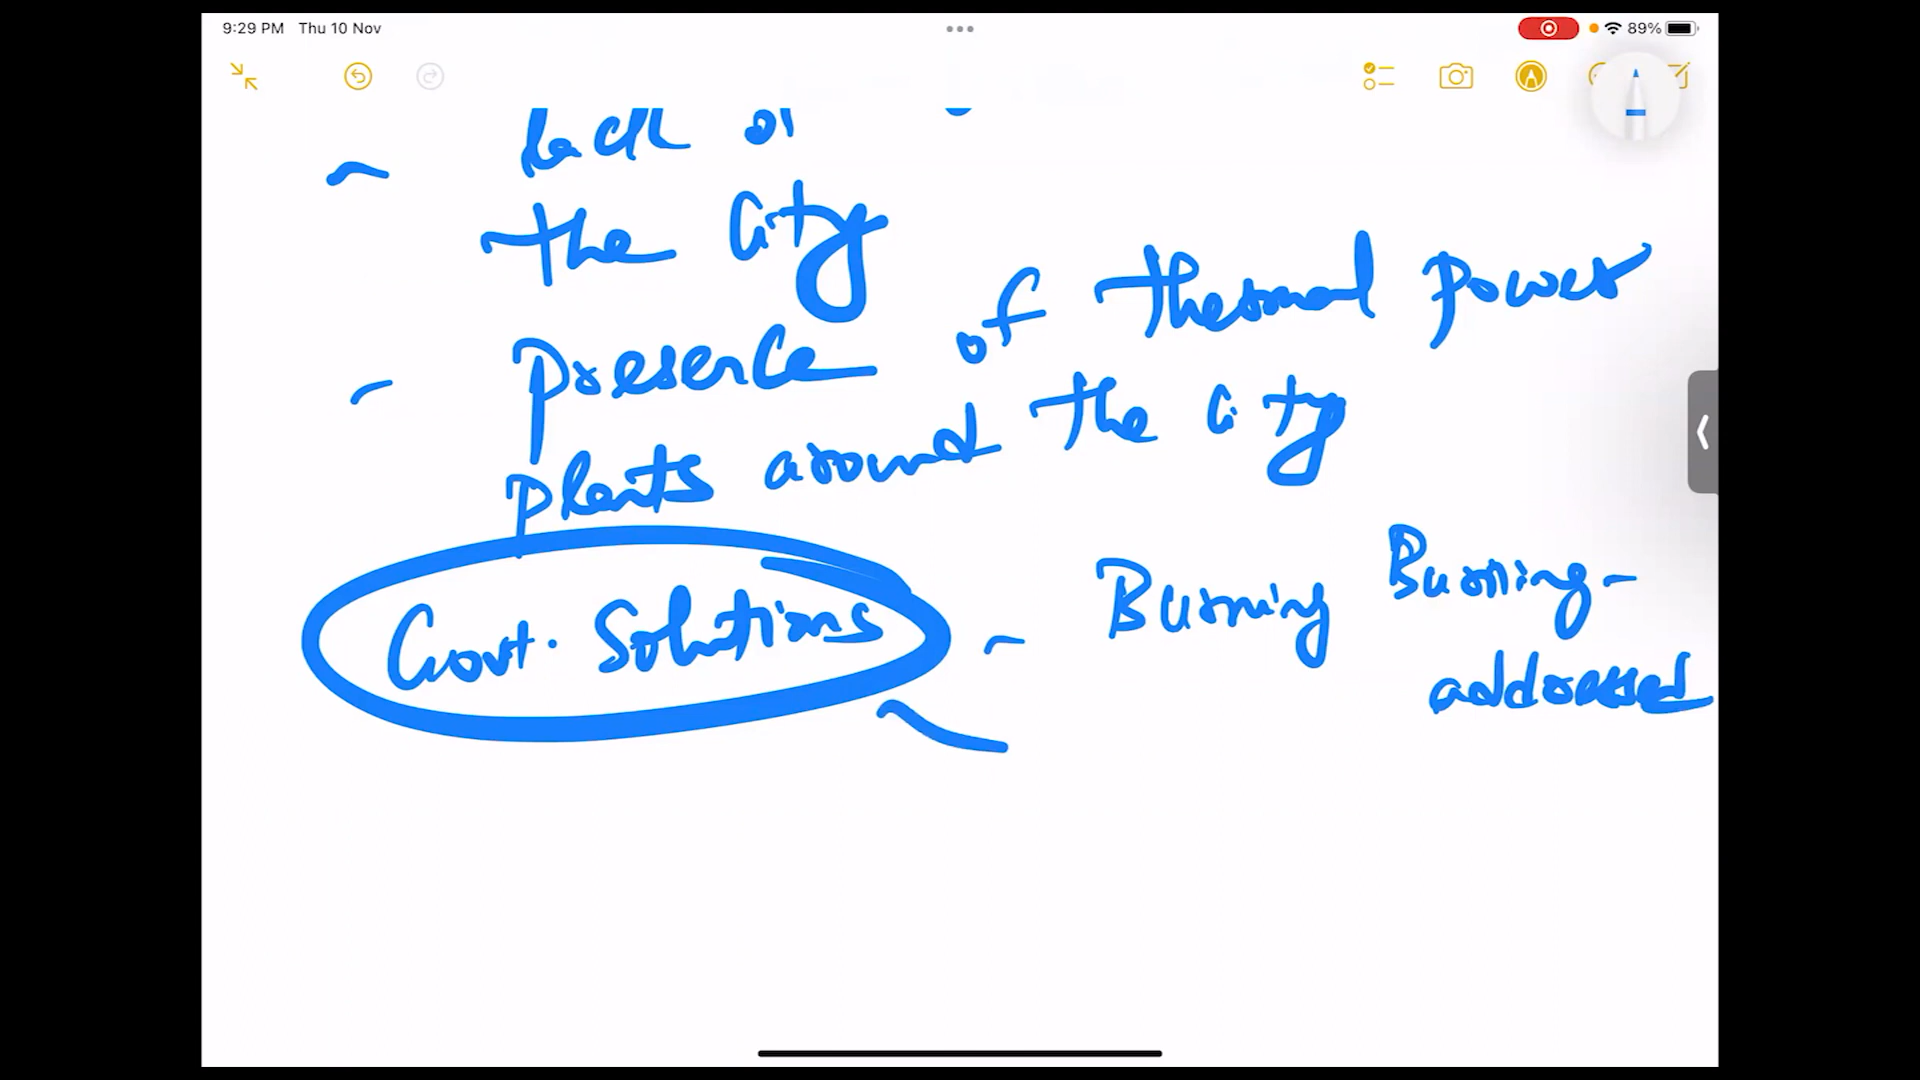 9:29 PM Thu 10 Nov
89%
- lack of
the City
- Presence of thermal power
plants around the City
Govt. Solutions - Burning Burning -
addressed